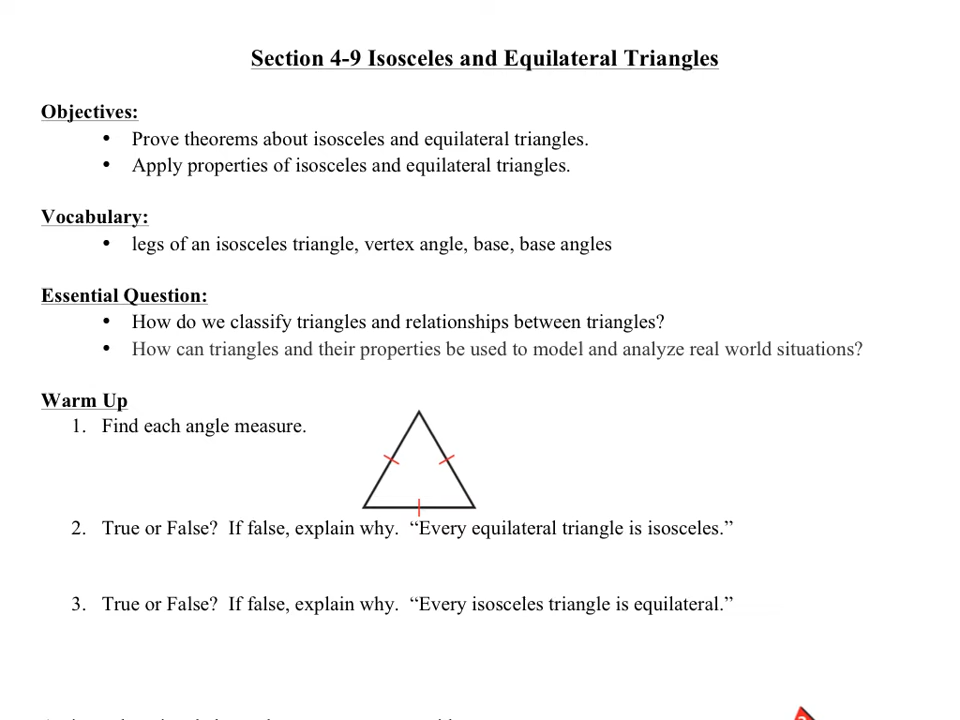 Section 4-9 Isosceles and Equilateral Triangles
Objectives:
• Prove theorems about isosceles and equilateral triangles.
• Apply properties of isosceles and equilateral triangles.
Vocabulary:
• legs of an isosceles triangle, vertex angle, base, base angles
Essential Question:
• How do we classify triangles and relationships between triangles?
• How can triangles and their properties be used to model and analyze real world situations?
Warm Up
1. Find each angle measure.
2. True or False? If false, explain why. “Every equilateral triangle is isosceles.”
3. True or False? If false, explain why. “Every isosceles triangle is equilateral.”